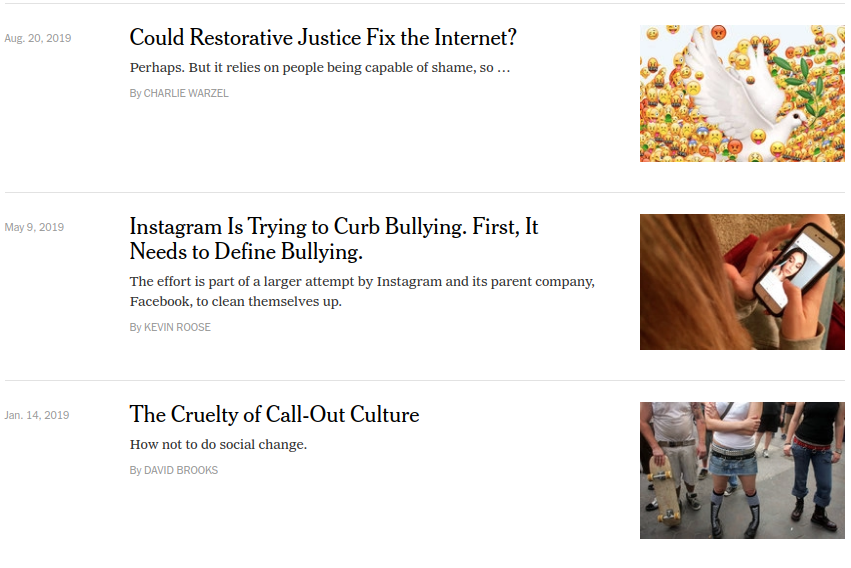 Aug. 20, 2019
Could Restorative Justice Fix the Internet?
Perhaps. But it relies on people being capable of shame, so …
By CHARLIE WARZEL
May 9, 2019
Instagram Is Trying to Curb Bullying. First, It
Needs to Define Bullying.
The effort is part of a larger attempt by Instagram and its parent company,
Facebook, to clean themselves up.
By KEVIN ROOSE
Jan. 14, 2019
The Cruelty of Call-Out Culture
How not to do social change.
By DAVID BROOKS